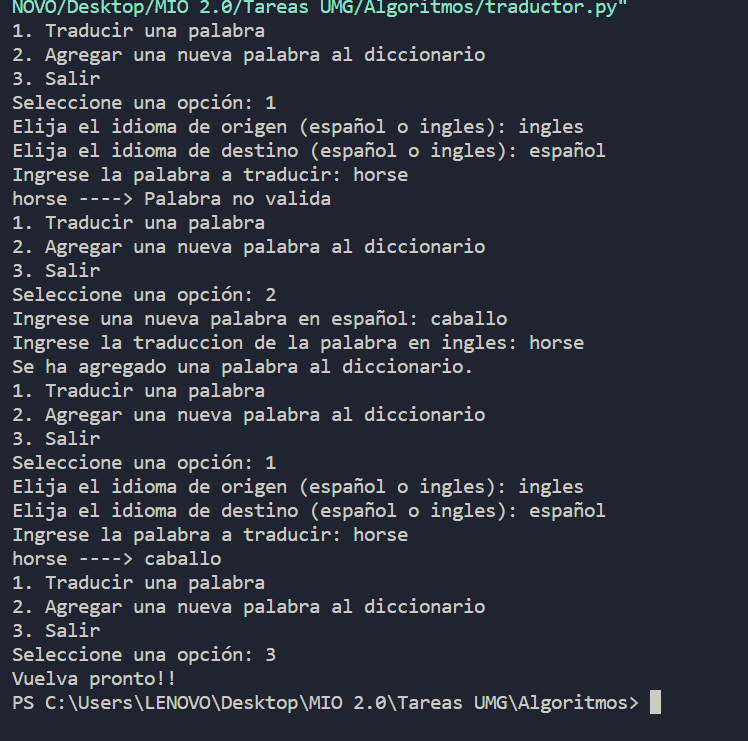 NOVO/Desktop/MIO 2.0/Tareas UMG/Algoritmos/traductor.py"
1. Traducir una palabra
2. Agregar una nueva palabra al diccionario
3. Salir
Seleccione una opción: 1
Elija el idioma de origen (español o ingles): ingles
Elija el idioma de destino (español o ingles): español
Ingrese la palabra a traducir: horse
horse ----> Palabra no valida
1. Traducir una palabra
2. Agregar una nueva palabra al diccionario
3. Salir
Seleccione una opción: 2
Ingrese una nueva palabra en español: caballo
Ingrese la traduccion de la palabra en ingles: horse
Se ha agregado una palabra al diccionario.
1. Traducir una palabra
2. Agregar una nueva palabra al diccionario
3. Salir
Seleccione una opción: 1
Elija el idioma de origen (español o ingles): ingles
Elija el idioma de destino (español o ingles): español
Ingrese la palabra a traducir: horse
horse ----> caballo
1. Traducir una palabra
2. Agregar una nueva palabra al diccionario
3. Salir
Seleccione una opción: 3
Vuelva pronto!!
PS C:\Users\LENOVO\Desktop\MIO 2.0\Tareas UMG\Algoritmos>